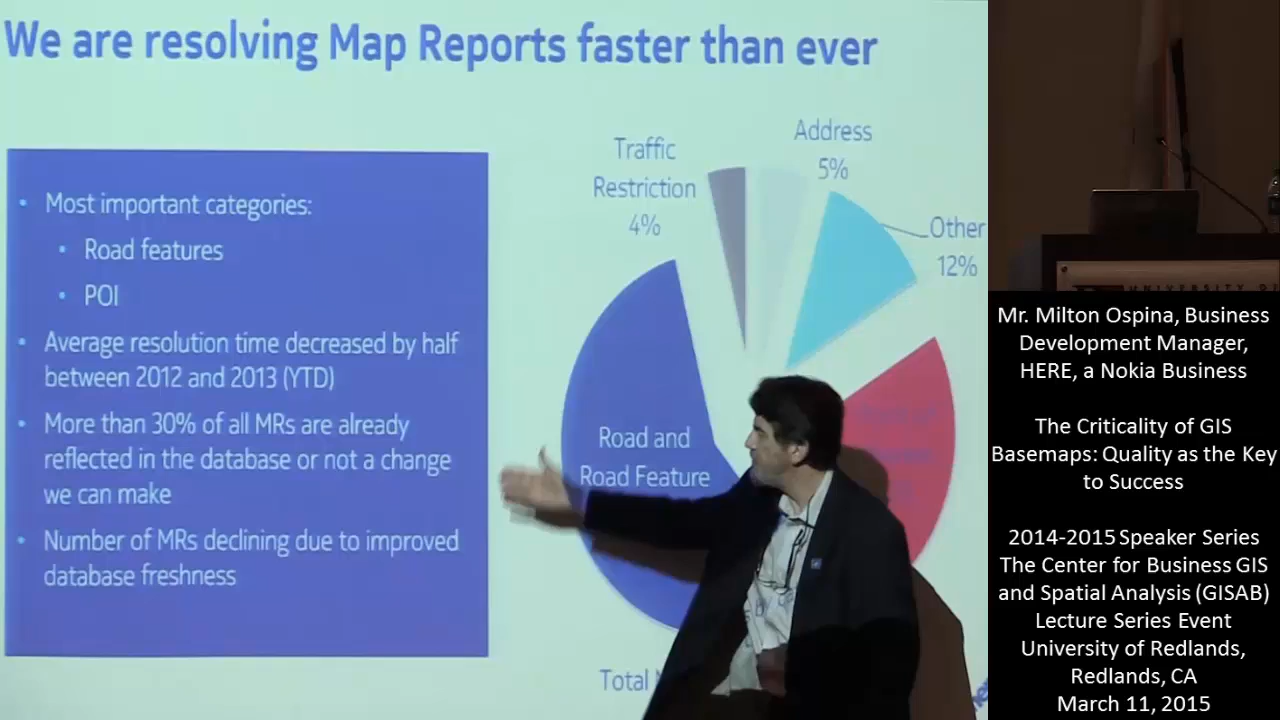 We are resolving Map Reports faster than ever
• Most important categories:
• Road features
• POI
• Average resolution time decreased by half
between 2012 and 2013 (YTD)
• More than 30% of all MRs are already
reflected in the database or not a change
we can make
• Number of MRs declining due to improved
database freshness
Traffic
Restriction
4%
Address
5%
Other
12%
Road and
Road Feature
Total
UNIVERSITY O
Mr. Milton Ospina, Business
Development Manager,
HERE, a Nokia Business
The Criticality of GIS
Basemaps: Quality as the Key
to Success
2014-2015 Speaker Series
The Center for Business GIS
and Spatial Analysis (GISAB)
Lecture Series Event
University of Redlands,
Redlands, CA
March 11, 2015